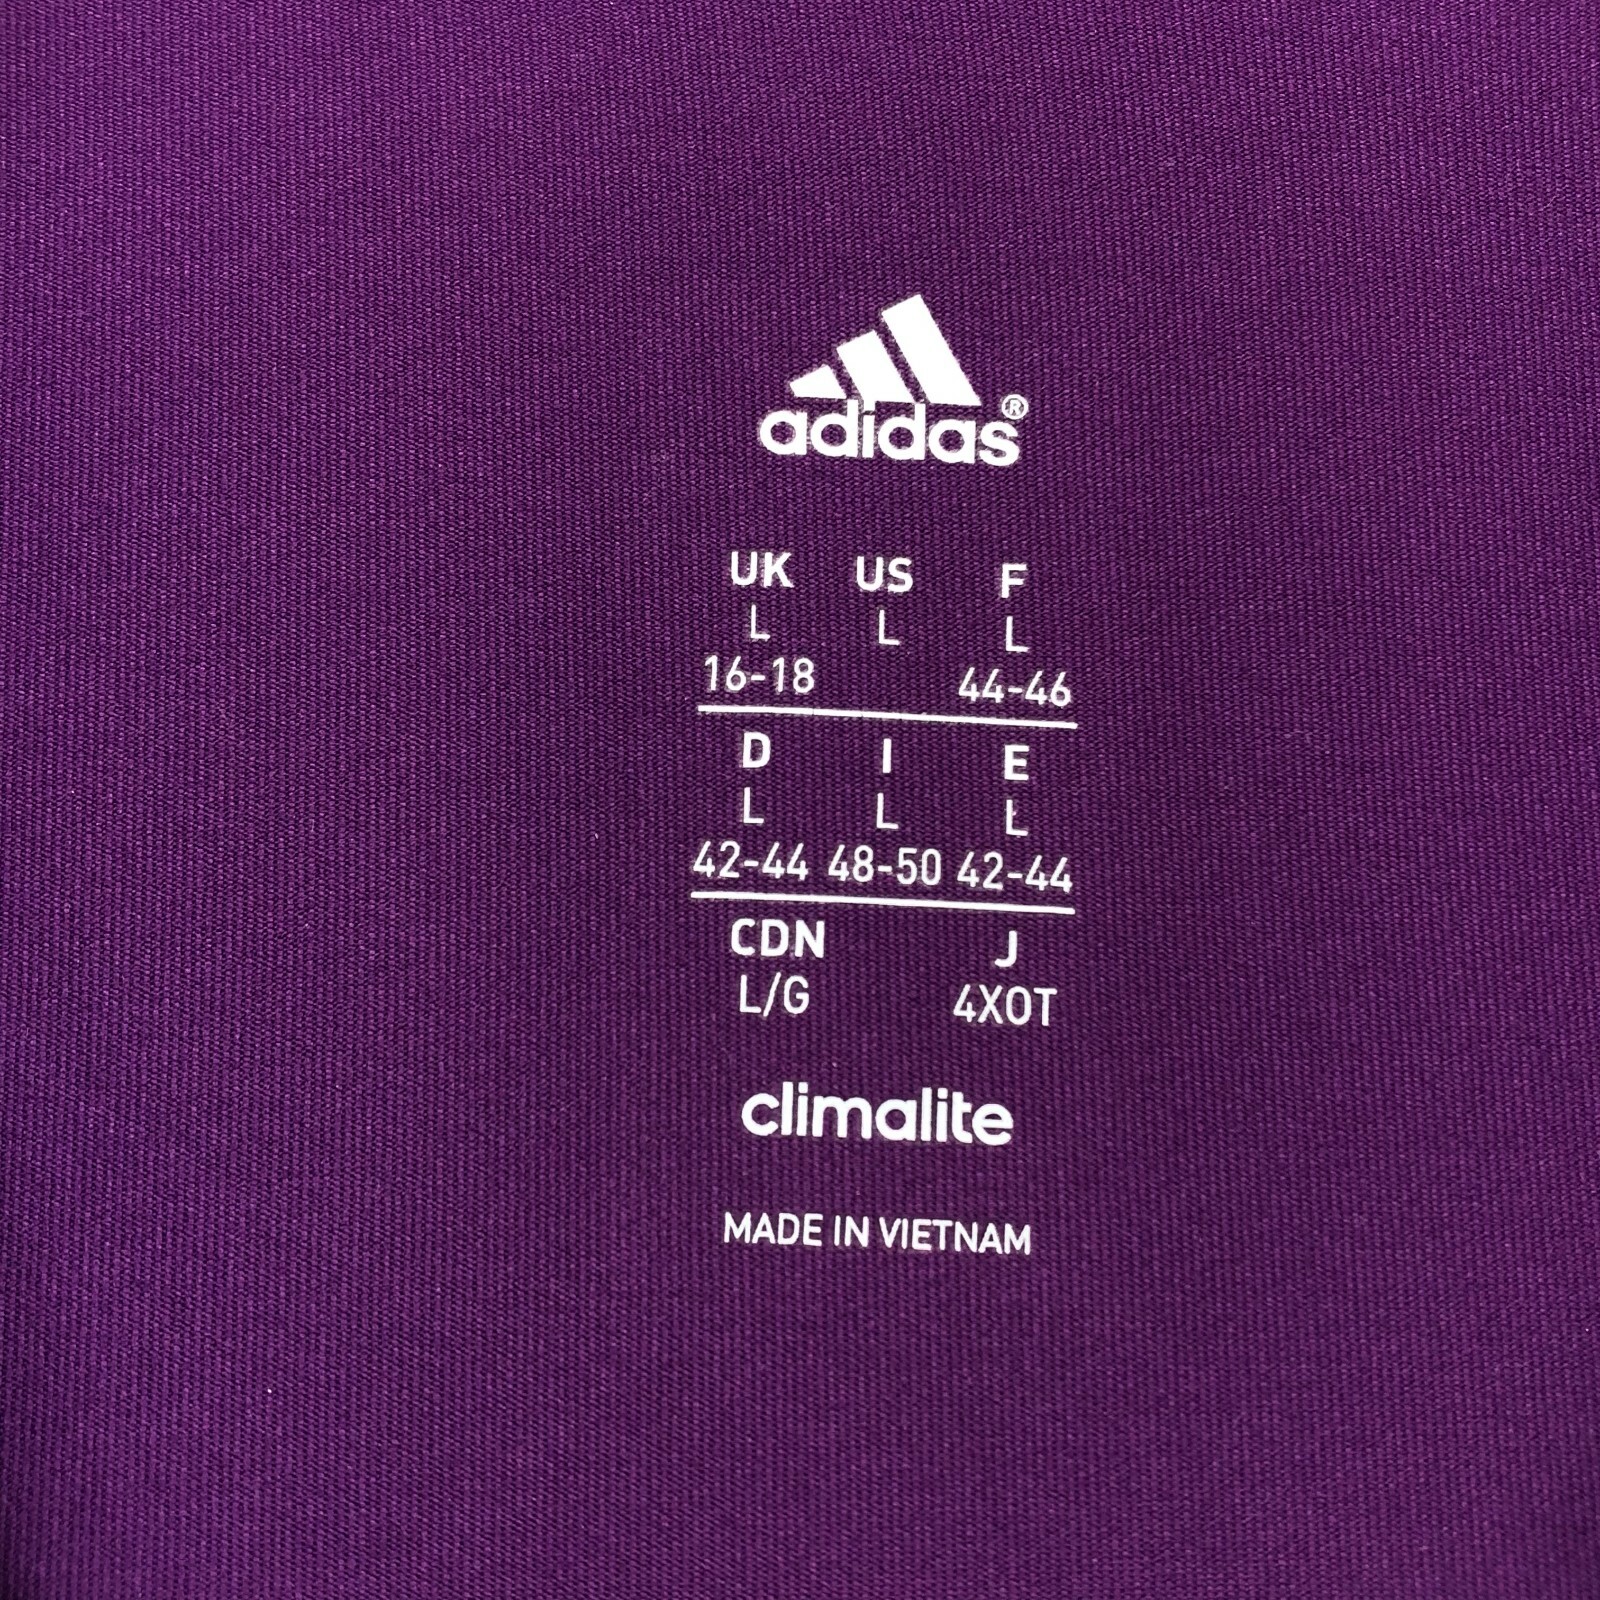 adidas®
UK US F
L L L
16-18 44-46
D I E
L L L
42-44 48-50 42-44
CDN J
L/G 4XOT
climalite
MADE IN VIETNAM